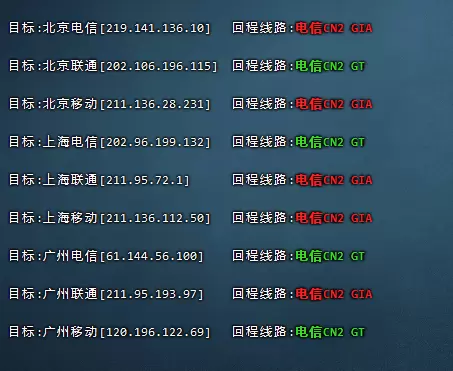 目标:北京电信[219.141.136.10] 回程线路:电信CN2 GIA
目标:北京联通[202.106.196.115] 回程线路:电信CN2 GT
目标:北京移动[211.136.28.231] 回程线路:电信CN2 GIA
目标:上海电信[202.96.199.132] 回程线路:电信CN2 GT
目标:上海联通[211.95.72.1] 回程线路:电信CN2 GIA
目标:上海移动[211.136.112.50] 回程线路:电信CN2 GIA
目标:广州电信[61.144.56.100] 回程线路:电信CN2 GT
目标:广州联通[211.95.193.97] 回程线路:电信CN2 GIA
目标:广州移动[120.196.122.69] 回程线路:电信CN2 GT